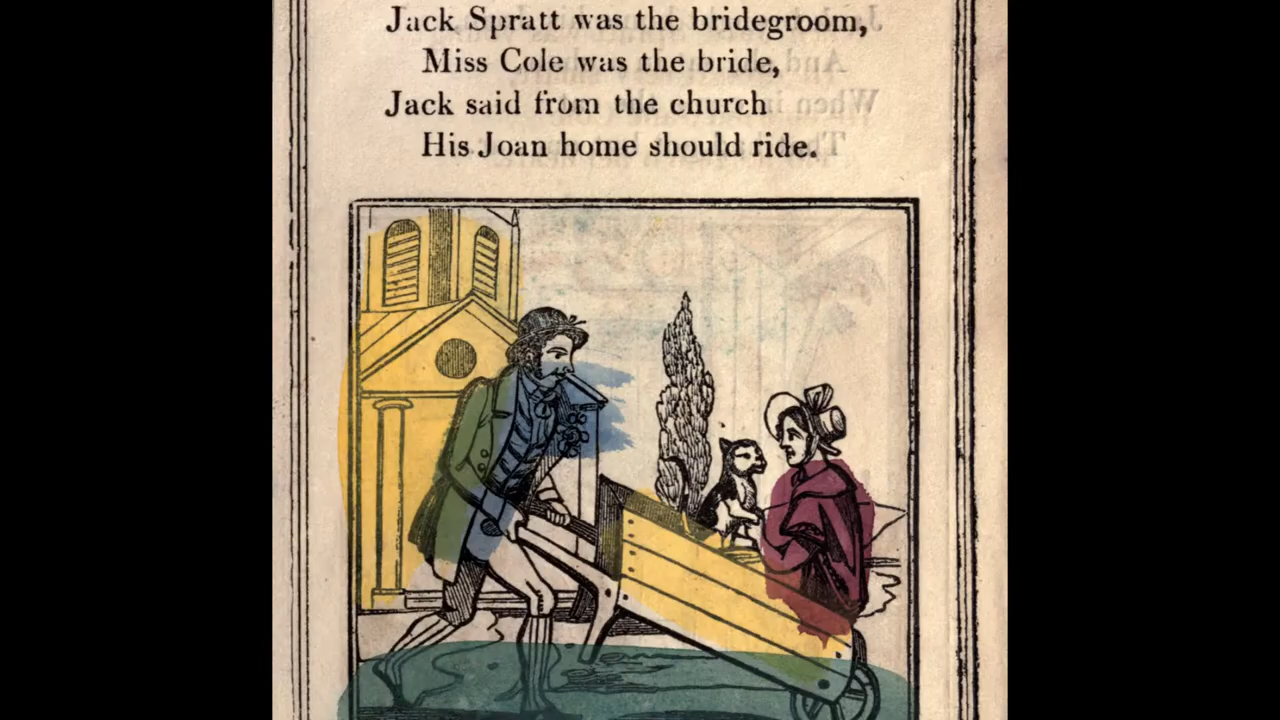 Jack Spratt was the bridegroom,
Miss Cole was the bride,
Jack said from the church
His Joan home should ride.